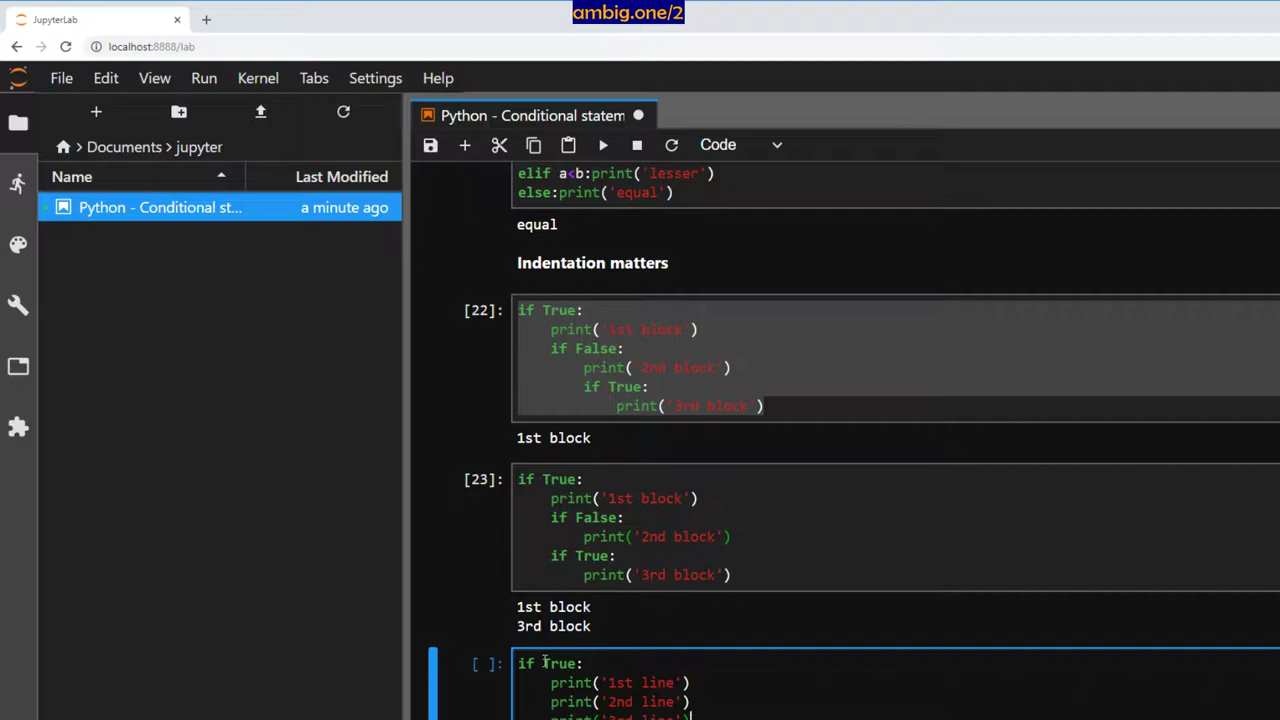 ambig.one/2
JupyterLab
localhost:8888/lab
File Edit View Run Kernel Tabs Settings Help
Documents jupyter
Name Last Modified
Python - Conditional st... a minute ago
Python - Conditional statem
Code
elif a<b:print('lesser')
else:print('equal')
equal
Indentation matters
[22]:
if True:
    print('1st block')
    if False:
        print('2nd block')
        if True:
            print('3rd block')
1st block
[23]:
if True:
    print('1st block')
    if False:
        print('2nd block')
    if True:
        print('3rd block')
1st block
3rd block
[ ]:
if True:
    print('1st line')
    print('2nd line')
    print('3rd line')